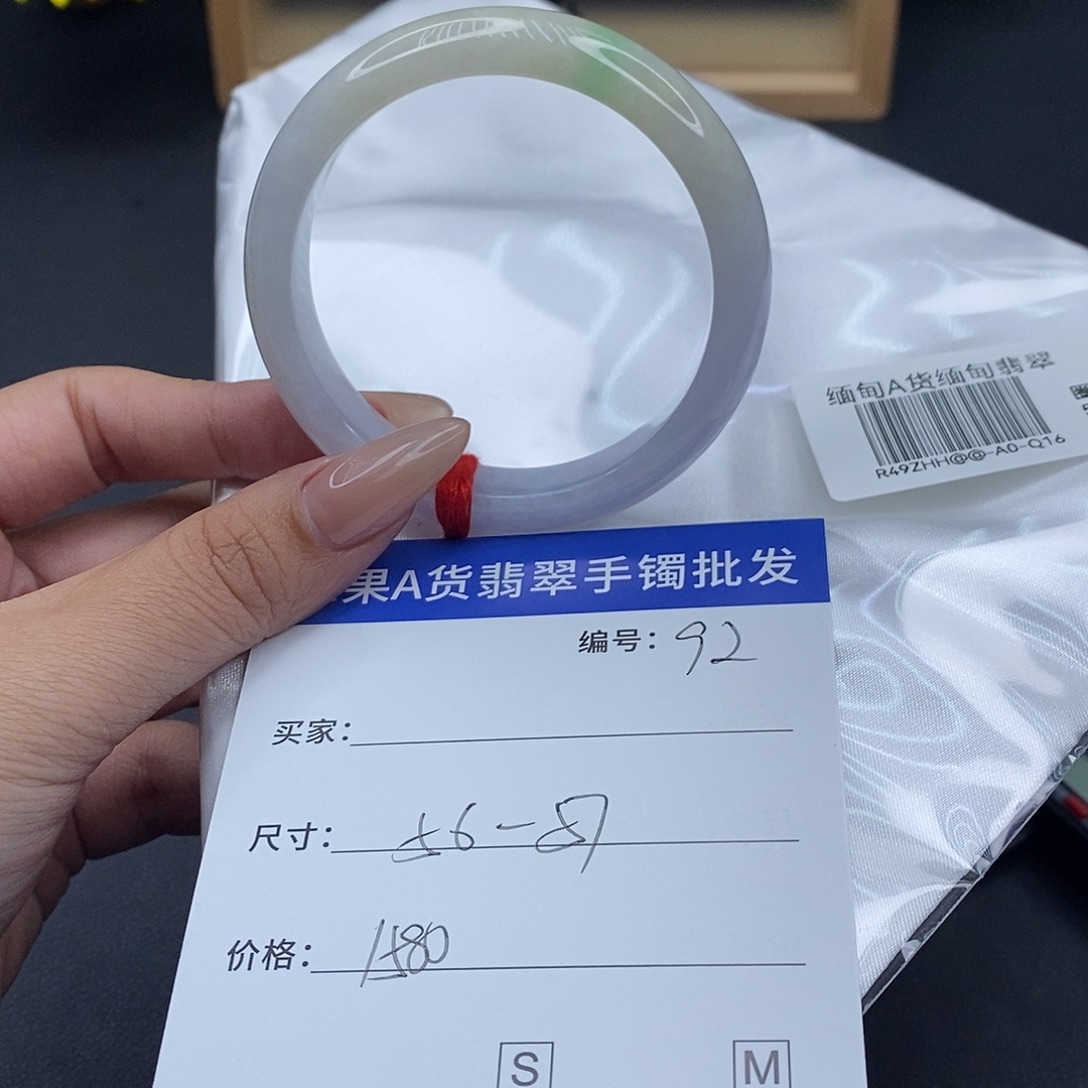 缅甸A货缅甸翡翠
R49ZHH@@-A0-Q16
果A货翡翠手镯批发
编号：92
买家：
尺寸：56-57
价格：1580
S
M